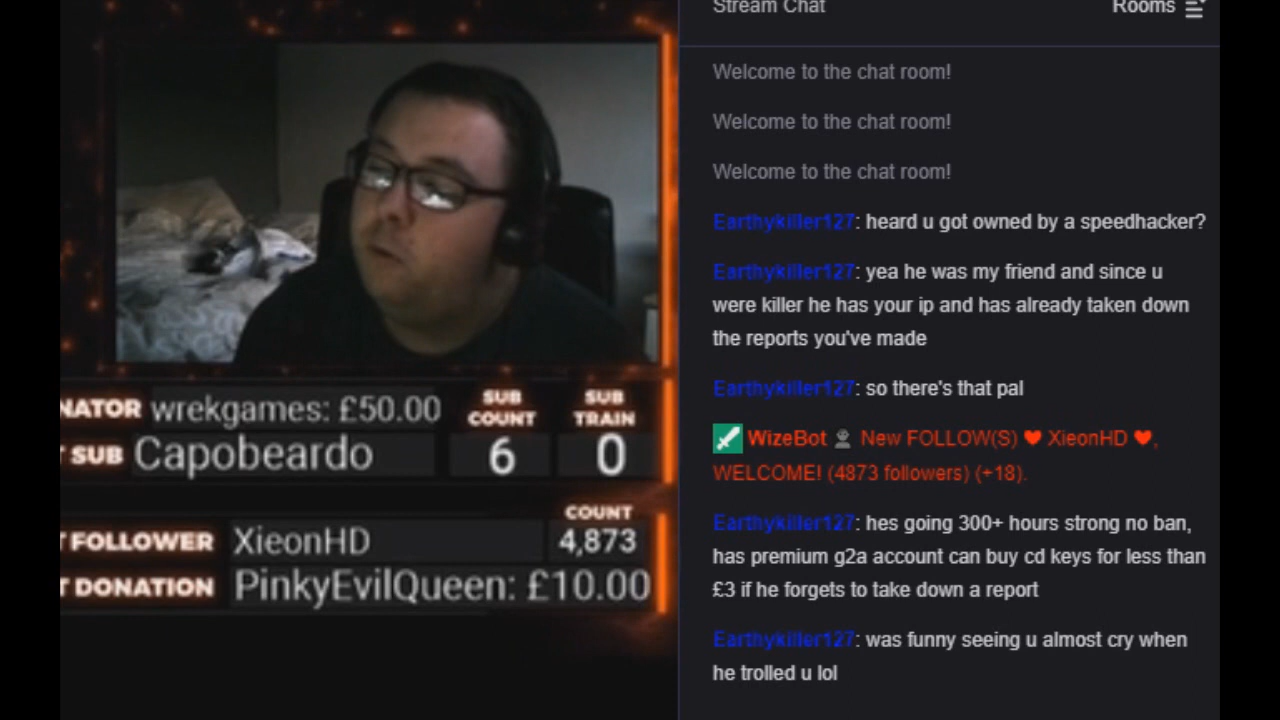 Stream Chat
Rooms
Welcome to the chat room!
Welcome to the chat room!
Welcome to the chat room!
Earthykiller127: heard u got owned by a speedhacker?
Earthykiller127: yea he was my friend and since u
were killer he has your ip and has already taken down
the reports you've made
Earthykiller127: so there's that pal
WizeBot New FOLLOW(S) ❤ XieonHD ❤,
WELCOME! (4873 followers) (+18).
Earthykiller127: hes going 300+ hours strong no ban,
has premium g2a account can buy cd keys for less than
£3 if he forgets to take down a report
Earthykiller127: was funny seeing u almost cry when
he trolled u lol
NATOR wrekgames: £50.00
SUB
COUNT
6
SUB
TRAIN
0
T SUB Capobeardo
T FOLLOWER XieonHD
COUNT
4,873
T DONATION PinkyEvilQueen: £10.00